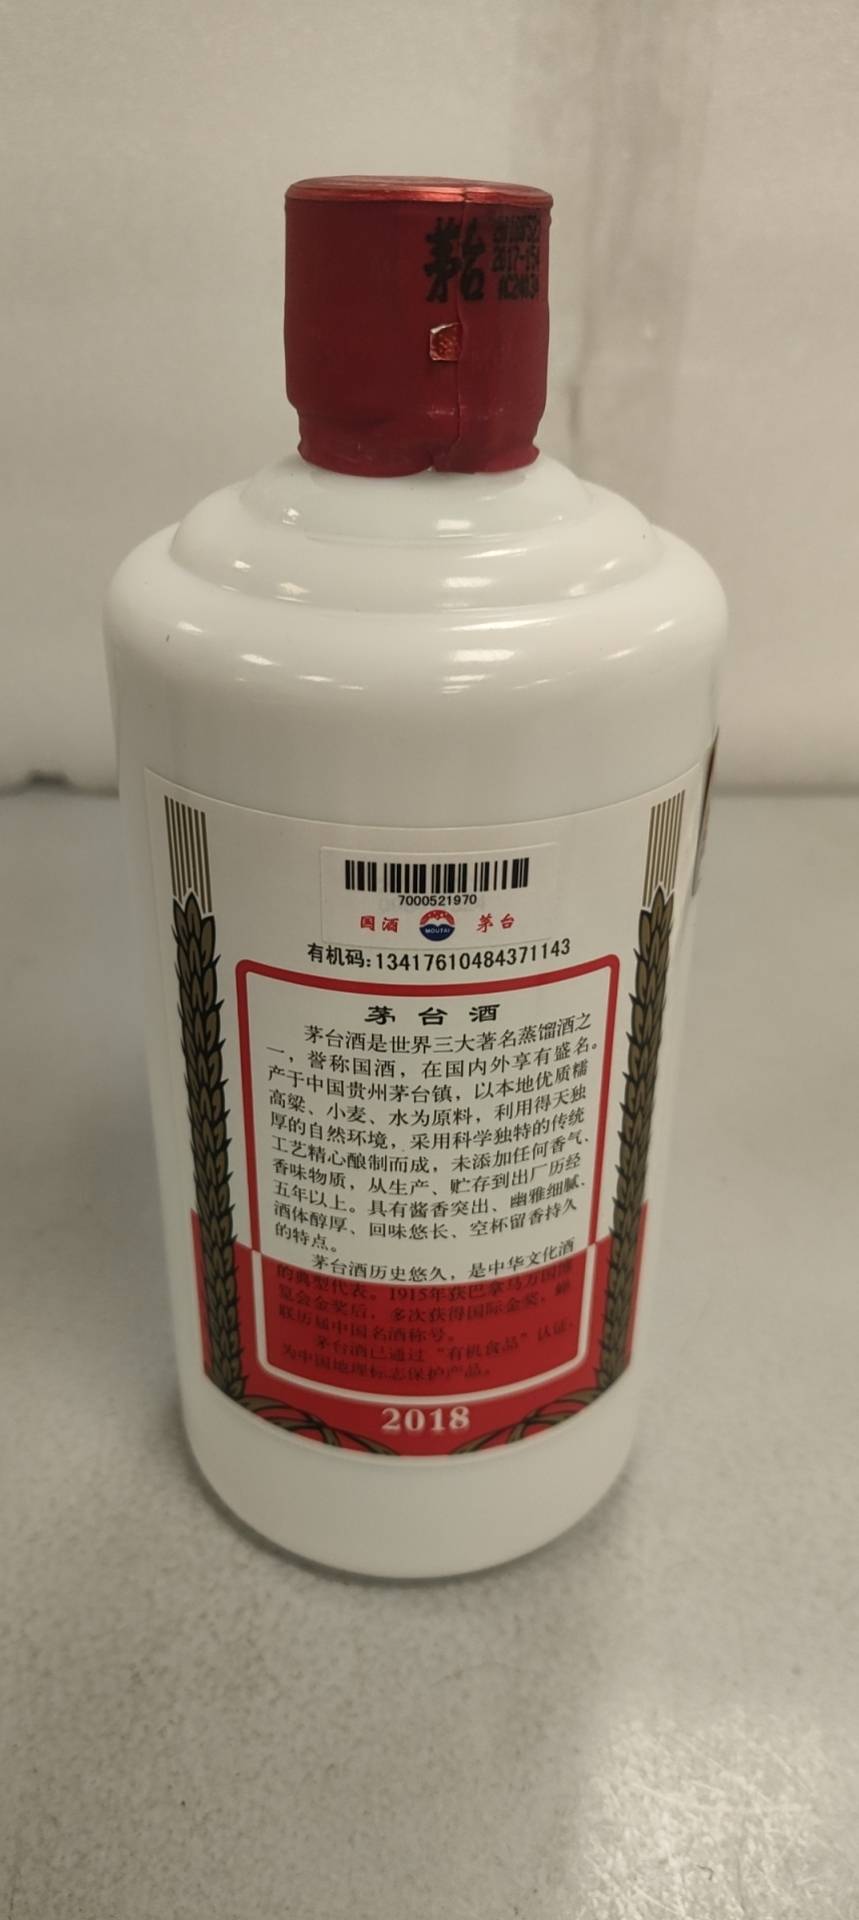 茅台
2017-154
7000521970
国酒 MOUTAI 茅台
有机码:13417610484371143
茅台酒
茅台酒是世界三大著名蒸馏酒之
一，誉称国酒，在国内外享有盛名。
产于中国贵州茅台镇，以本地优质糯
高粱、小麦、水为原料，利用得天独
厚的自然环境，采用科学独特的传统
工艺精心酿制而成，未添加任何香气、
香味物质，从生产、贮存到出厂历经
五年以上。具有酱香突出、幽雅细腻、
酒体醇厚、回味悠长、空杯留香持久
的特点。
茅台酒历史悠久，是中华文化酒
的典型代表。1915年获巴拿马万国博
览会金奖后，多次获得国际金奖，蝉
联历届中国名酒称号。
茅台酒已通过“有机食品”认证，
为中国地理标志保护产品。
2018